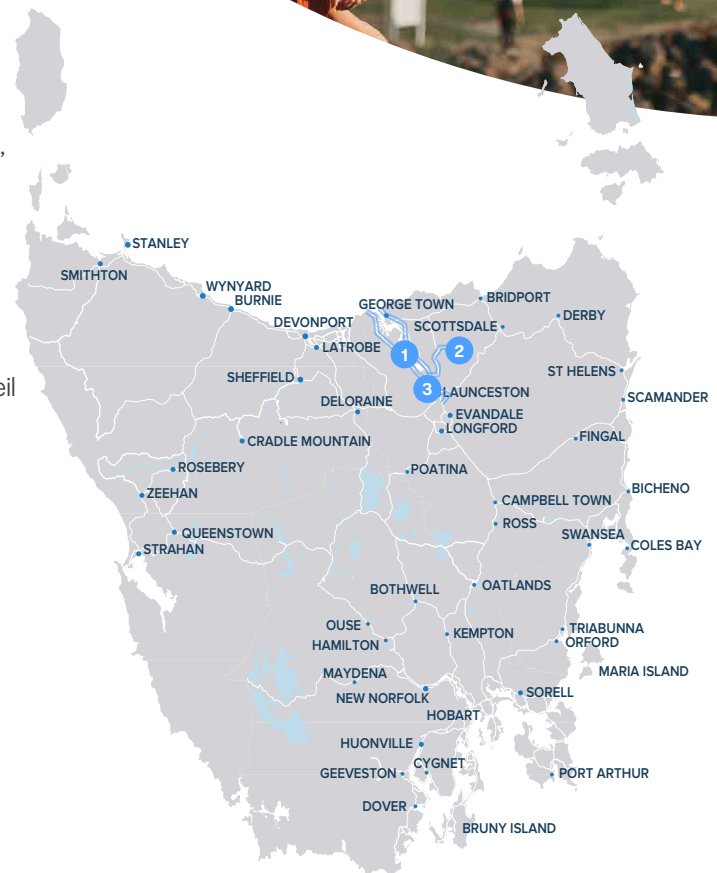 ,
STANLEY
SMITHTON
WYNYARD
BURNIE
GEORGE TOWN
BRIDPORT
DEVONPORT
SCOTTSDALE
DERBY
LATROBE
1
2
SHEFFIELD
ST HELENS
3
LAUNCESTON
DELORAINE
SCAMANDER
eil
EVANDALE
LONGFORD
CRADLE MOUNTAIN
FINGAL
ROSEBERY
POATINA
ZEEHAN
BICHENO
CAMPBELL TOWN
ROSS
QUEENSTOWN
SWANSEA
STRAHAN
COLES BAY
BOTHWELL
OATLANDS
OUSE
KEMPTON
TRIABUNNA
HAMILTON
ORFORD
MAYDENA
MARIA ISLAND
NEW NORFOLK
SORELL
HOBART
HUONVILLE
CYGNET
GEEVESTON
PORT ARTHUR
DOVER
BRUNY ISLAND